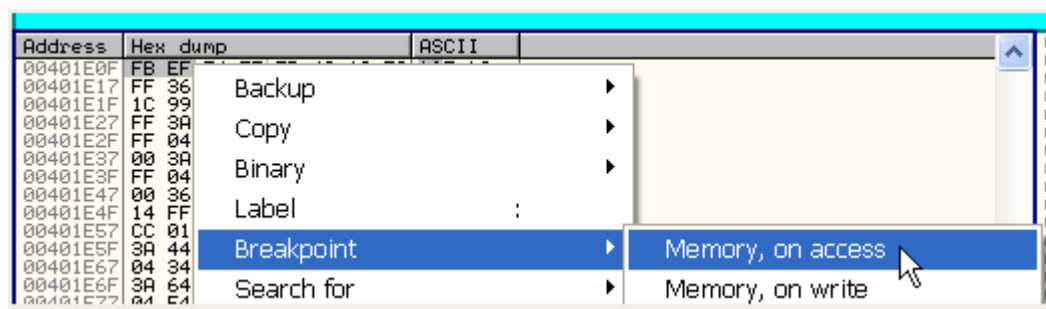 Address Hex dump ASCII
00401E0F FB EF
00401E17 FF 36
00401E1F 1C 99
00401E27 FF 3A
00401E2F FF 04
00401E37 00 3A
00401E3F FF 04
00401E47 00 36
00401E4F 14 FF
00401E57 CC 01
00401E5F 3A 44
00401E67 04 34
00401E6F 3A 64
Backup
Copy
Binary
Label :
Breakpoint
Search for
Memory, on access
Memory, on write